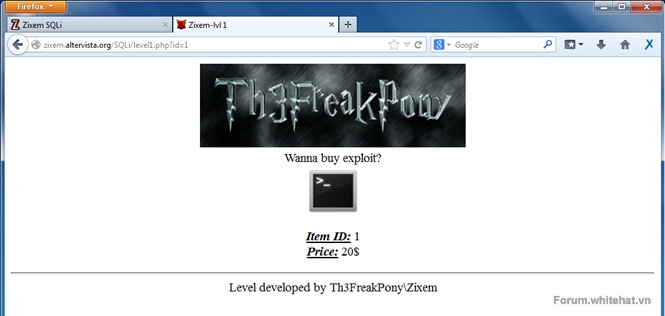 Firefox
Zixem SQLi
Zixem-lvl 1
zixem.altervista.org/SQLi/level1.php?id=1
Google
Th3FreakPony
Wanna buy exploit?
>_
Item ID: 1
Price: 20$
Level developed by Th3FreakPony\Zixem
Forum.whitehat.vn